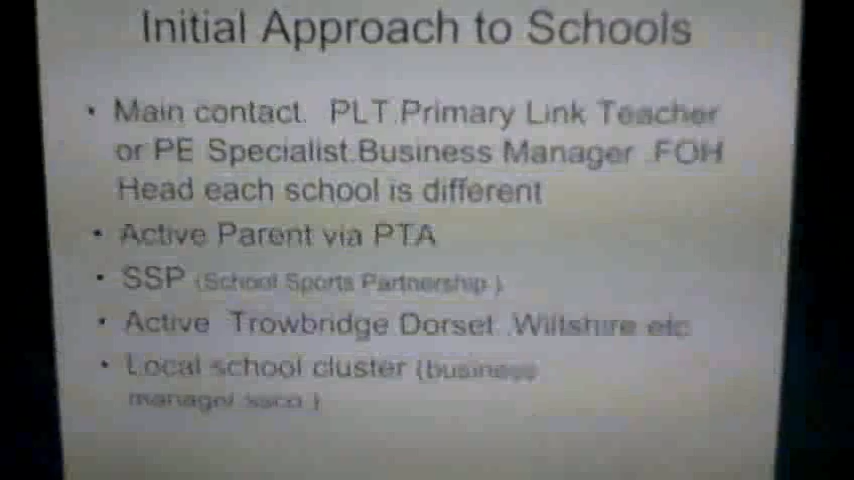 Initial Approach to Schools
• Main contact. PLT.Primary Link Teacher
or PE Specialist.Business Manager .FOH
Head each school is different
• Active Parent via PTA
• SSP (School Sports Partnership )
• Active Trowbridge Dorset .Wiltshire etc
• Local school cluster (business